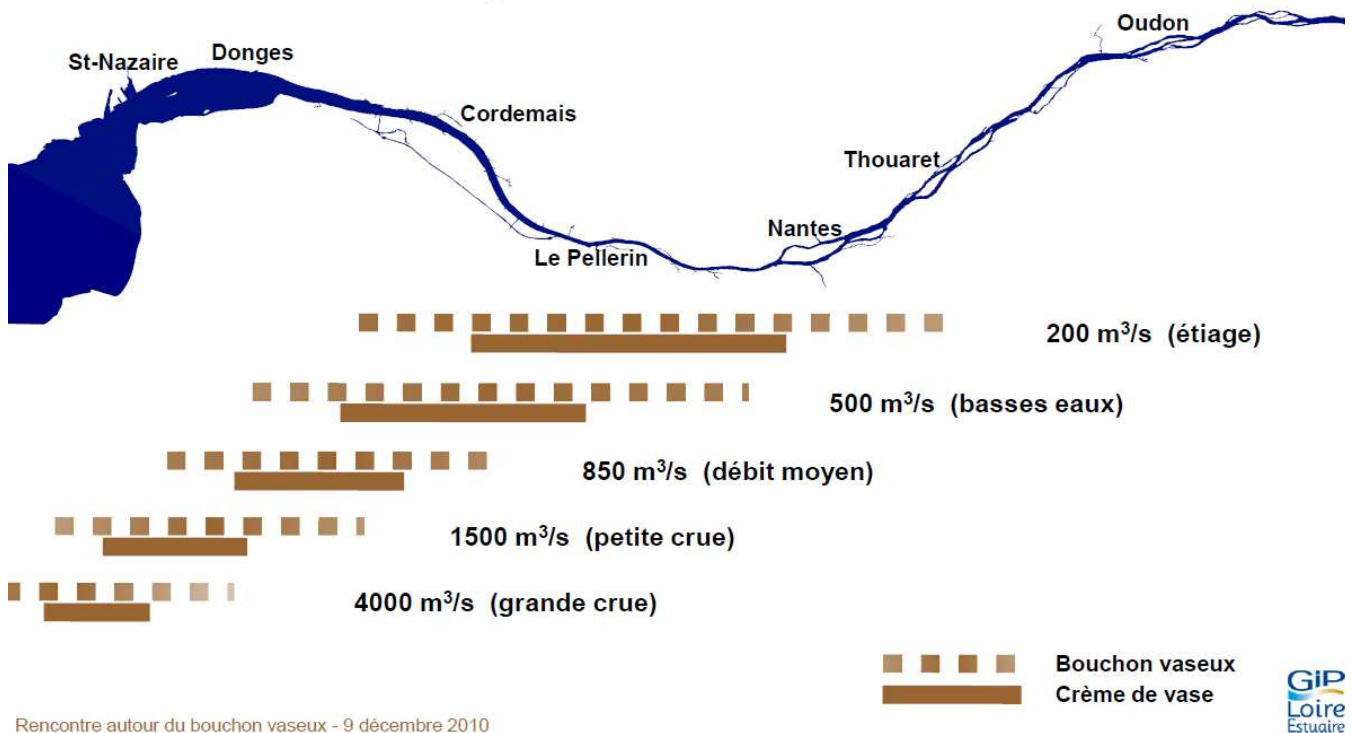 Oudon
St-Nazaire
Donges
Cordemais
Thouaret
Nantes
Le Pellerin
200 m³/s (étiage)
500 m³/s (basses eaux)
850 m³/s (débit moyen)
1500 m³/s (petite crue)
4000 m³/s (grande crue)
Bouchon vaseux
Crème de vase
GIP
Loire
Estuaire
Rencontre autour du bouchon vaseux - 9 décembre 2010